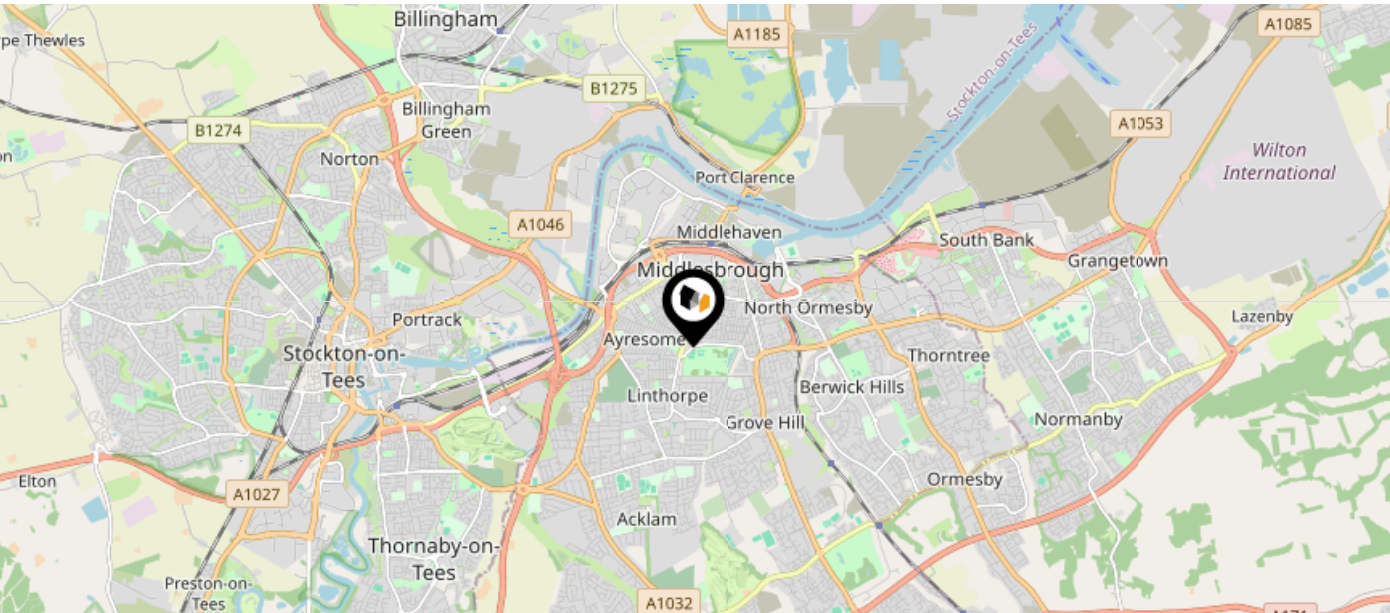 Billingham
A1185
A1085
pe Thewles
Stockton-on-Tees
B1275
Billingham
Green
B1274
A1053
Norton
Wilton
International
Port Clarence
A1046
Middlehaven
South Bank
Grangetown
Middlesbrough
North Ormesby
Portrack
Lazenby
Ayresome
Stockton-on-
Tees
Thorntree
Berwick Hills
Linthorpe
Grove Hill
Normanby
Elton
Ormesby
A1027
Acklam
Thornaby-on-
Tees
Preston-on-
Tees
A1032
A171